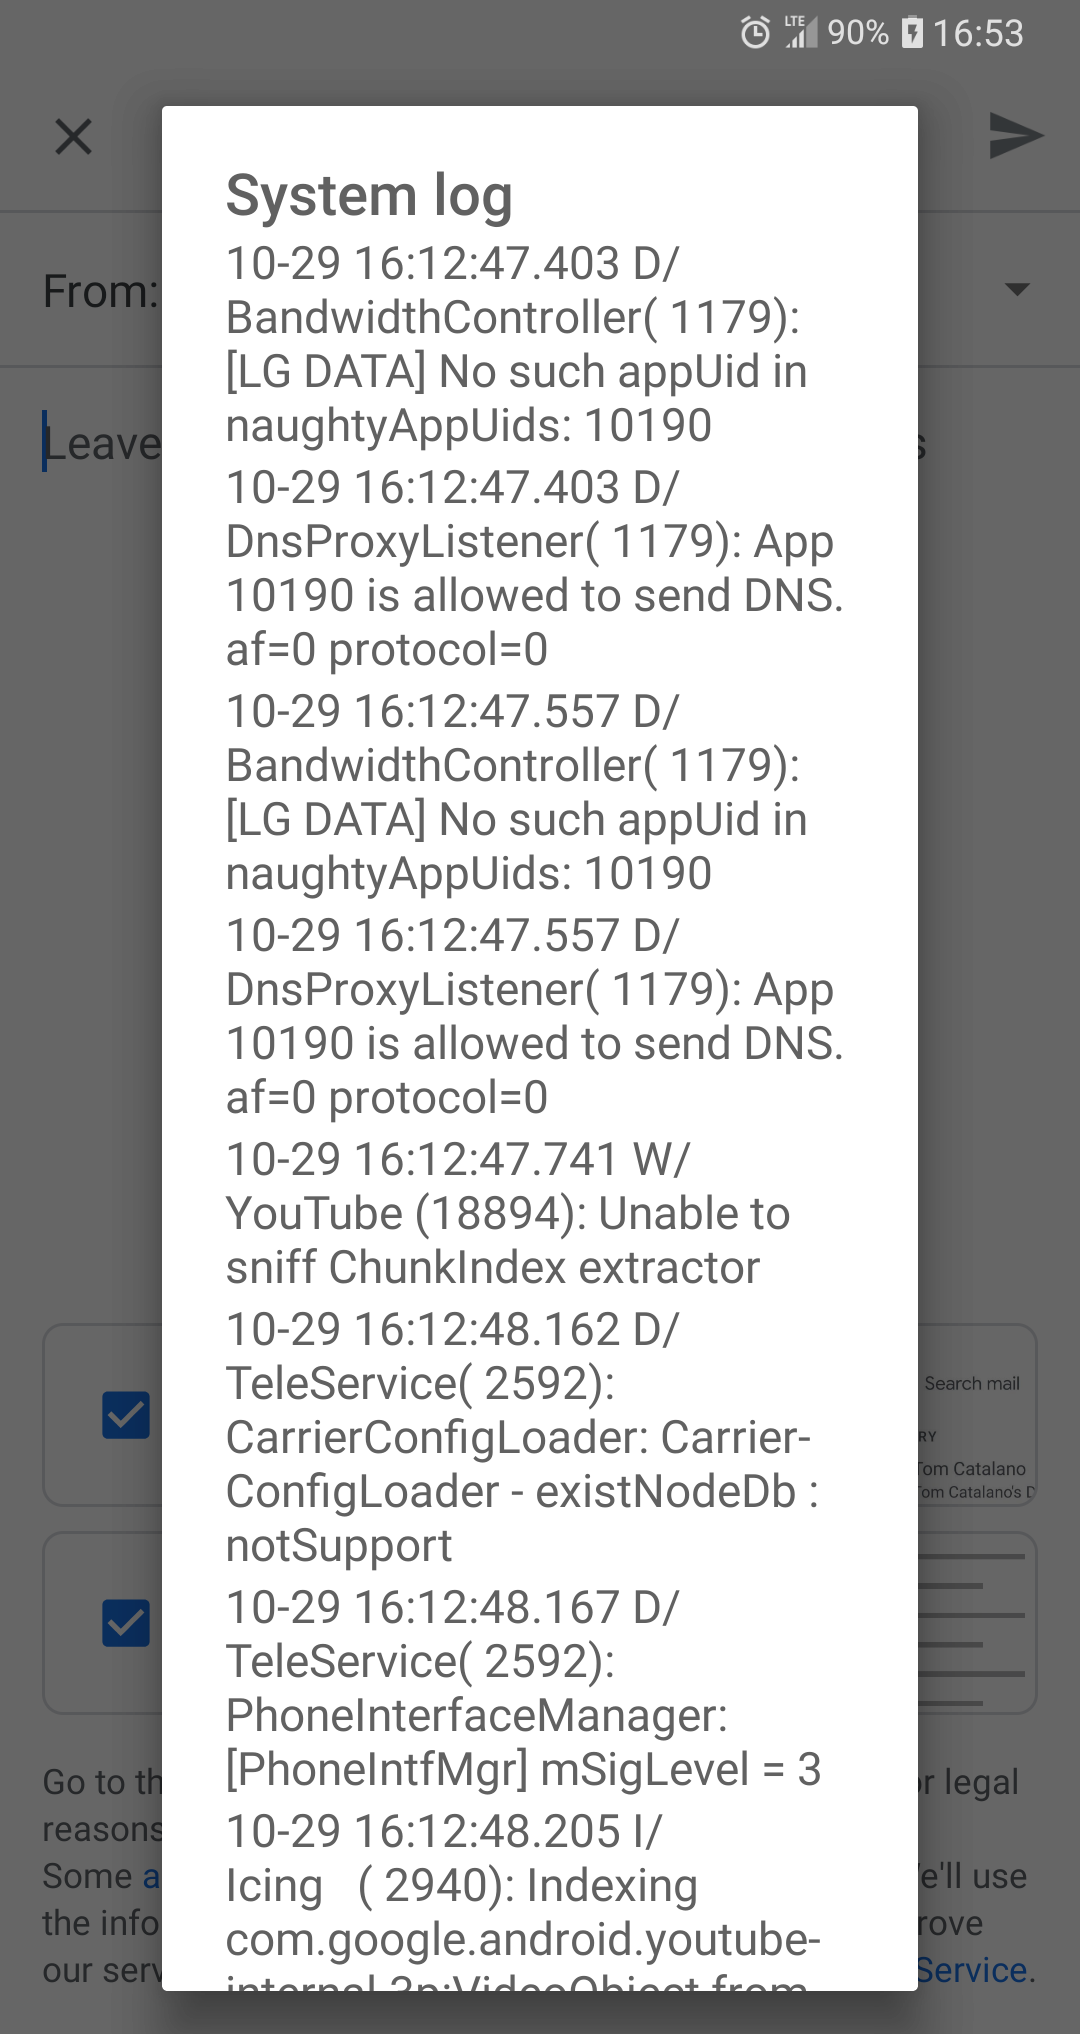 LTE 90% 16:53
System log
10-29 16:12:47.403 D/
From:
BandwidthController( 1179):
[LG DATA] No such appUid in
naughtyAppUids: 10190
Leave
10-29 16:12:47.403 D/
DnsProxyListener( 1179): App
10190 is allowed to send DNS.
af=0 protocol=0
10-29 16:12:47.557 D/
BandwidthController( 1179):
[LG DATA] No such appUid in
naughtyAppUids: 10190
10-29 16:12:47.557 D/
DnsProxyListener( 1179): App
10190 is allowed to send DNS.
af=0 protocol=0
10-29 16:12:47.741 W/
YouTube (18894): Unable to
sniff ChunkIndex extractor
10-29 16:12:48.162 D/
TeleService( 2592):
CarrierConfigLoader: Carrier-
ConfigLoader - existNodeDb :
notSupport
10-29 16:12:48.167 D/
TeleService( 2592):
PhoneInterfaceManager:
[PhoneIntfMgr] mSigLevel = 3
10-29 16:12:48.205 I/
Icing ( 2940): Indexing
com.google.android.youtube-
internal.3p:VideoObject from
Search mail
RY
Tom Catalano
Tom Catalano's D
Go to th
r legal
reasons
Some a
e'll use
the info
rove
our serv
Service.